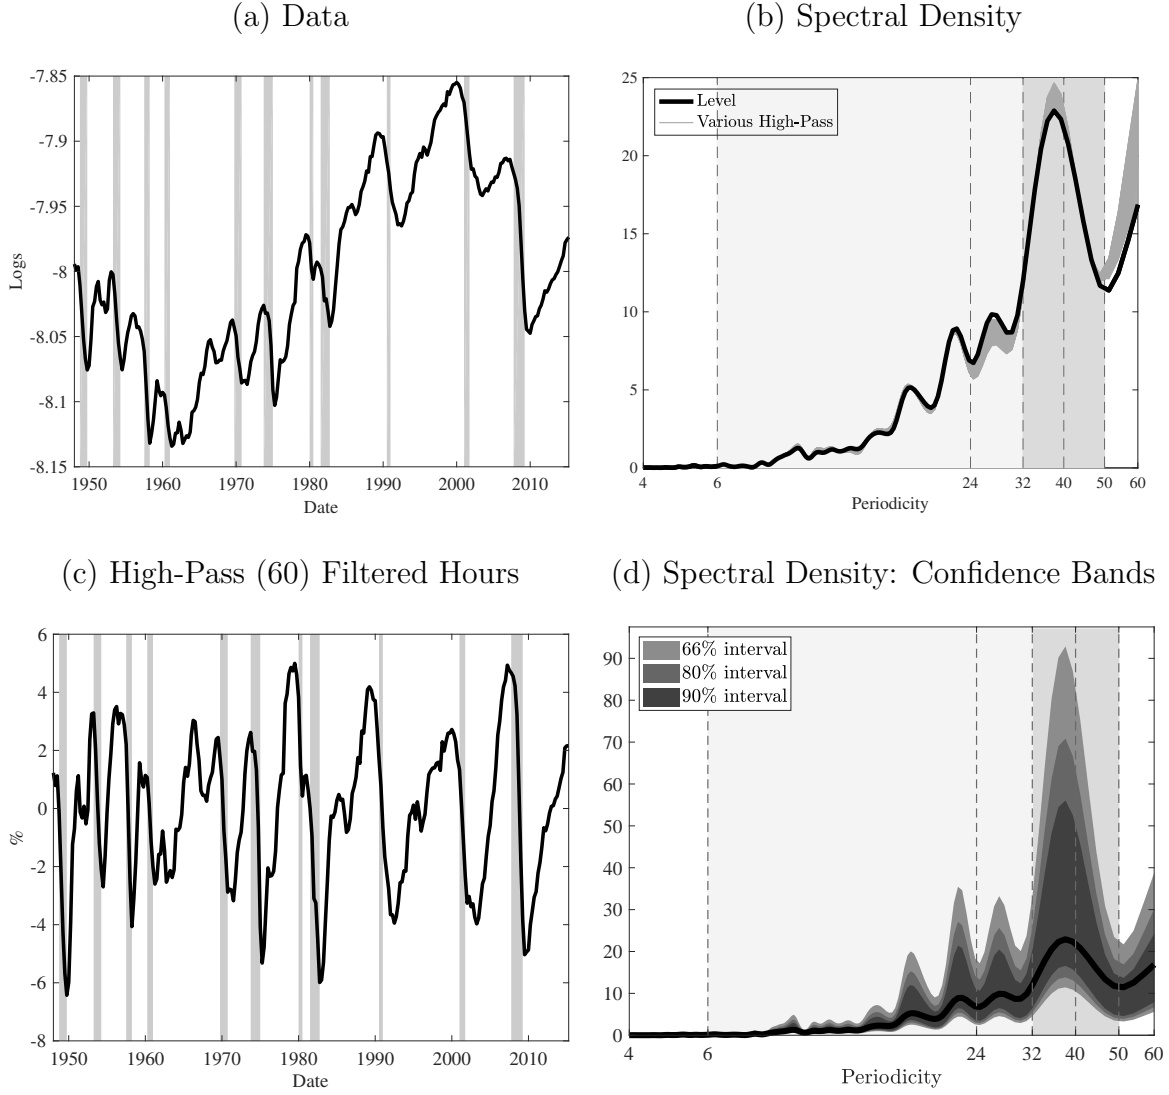 (a) Data
(b) Spectral Density
-7.85
-7.9
-7.95
-8
-8.05
-8.1
-8.15
Logs
1950 1960 1970 1980 1990 2000 2010
Date
25
20
15
10
5
0
Level
Various High-Pass
4 6 24 32 40 50 60
Periodicity
(c) High-Pass (60) Filtered Hours
(d) Spectral Density: Confidence Bands
6
4
2
0
-2
-4
-6
-8
%
1950 1960 1970 1980 1990 2000 2010
Date
90
80
70
60
50
40
30
20
10
0
66% interval
80% interval
90% interval
4 6 24 32 40 50 60
Periodicity